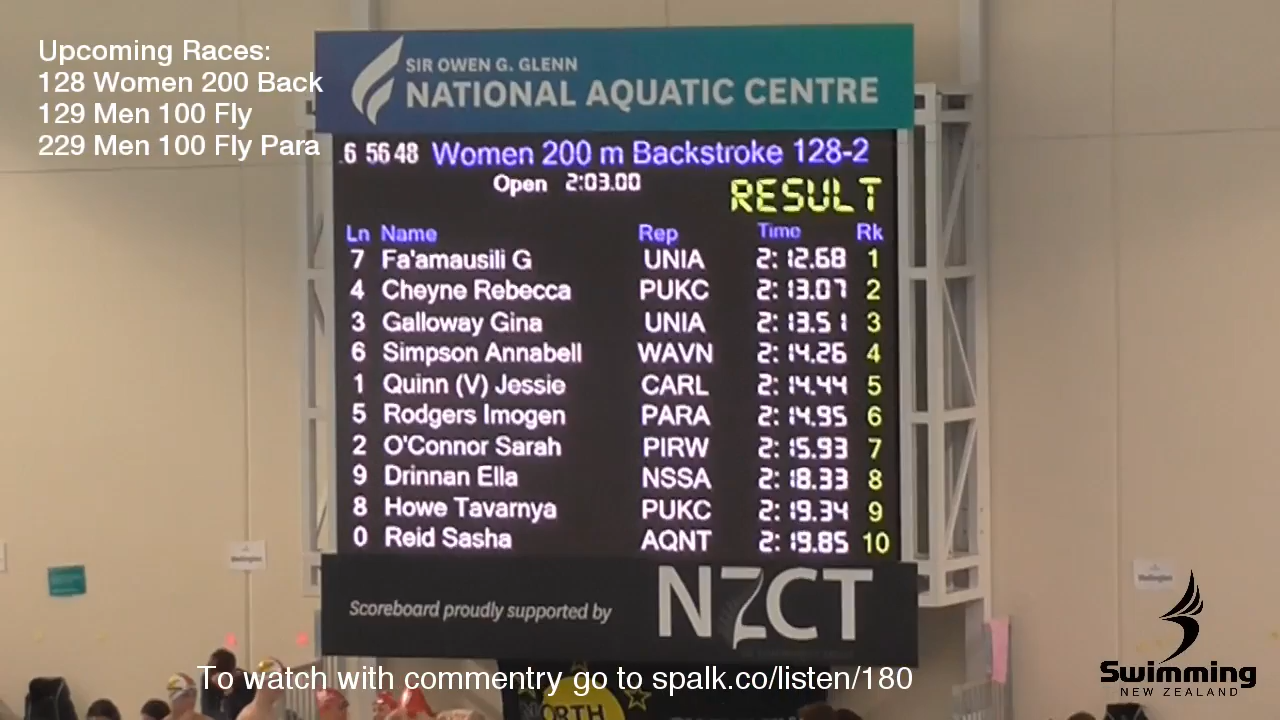 Upcoming Races:
128 Women 200 Back
129 Men 100 Fly
229 Men 100 Fly Para
SIR OWEN G. GLENN
NATIONAL AQUATIC CENTRE
6 56 48 Women 200 m Backstroke 128-2
Open 2:03.00
RESULT
Ln Name Rep Time Rk
7 Fa'amausili G UNIA 2:12.68 1
4 Cheyne Rebecca PUKC 2:13.07 2
3 Galloway Gina UNIA 2:13.51 3
6 Simpson Annabell WAVN 2:14.26 4
1 Quinn (V) Jessie CARL 2:14.44 5
5 Rodgers Imogen PARA 2:14.95 6
2 O'Connor Sarah PIRW 2:15.93 7
9 Drinnan Ella NSSA 2:18.33 8
8 Howe Tavarnya PUKC 2:19.34 9
0 Reid Sasha AQNT 2:19.85 10
Scoreboard proudly supported by NZCT
To watch with commentry go to spalk.co/listen/180
NORTH
Swimming
NEW ZEALAND